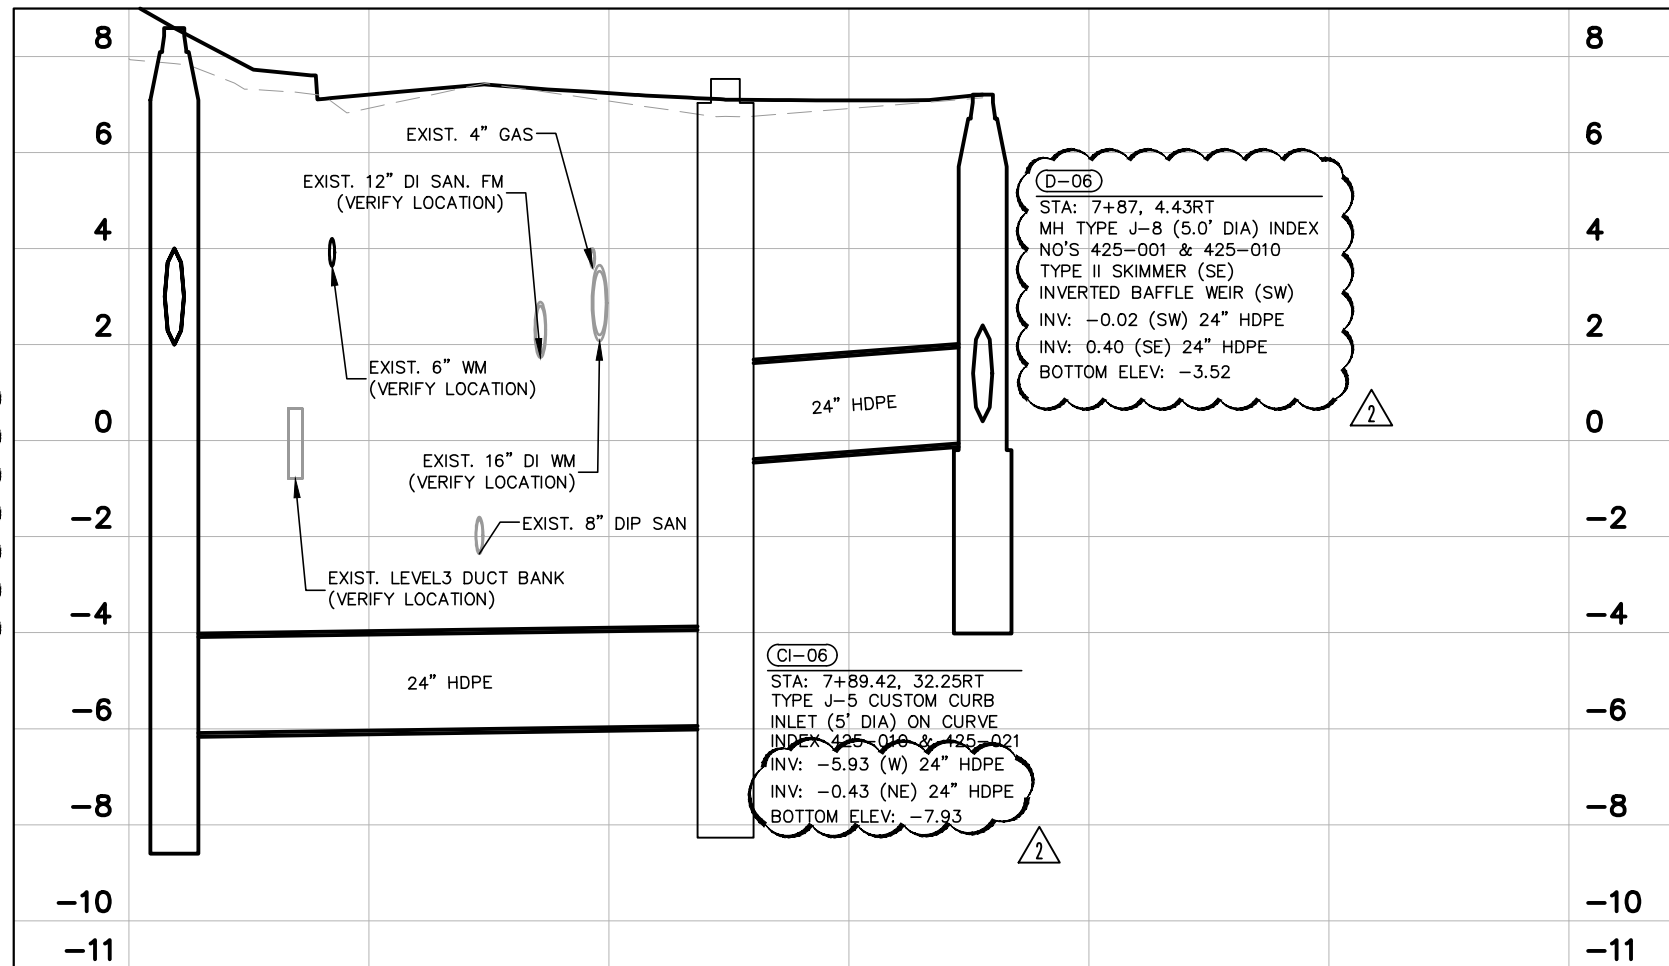 8
8
6
6
4
4
2
2
0
0
-2
-2
-4
-4
-6
-6
-8
-8
-10
-10
-11
-11
EXIST. 4" GAS
EXIST. 12" DI SAN. FM
(VERIFY LOCATION)
EXIST. 6" WM
(VERIFY LOCATION)
EXIST. 16" DI WM
(VERIFY LOCATION)
EXIST. 8" DIP SAN
EXIST. LEVEL3 DUCT BANK
(VERIFY LOCATION)
24" HDPE
24" HDPE
D-06
STA: 7+87, 4.43RT
MH TYPE J-8 (5.0' DIA) INDEX
NO'S 425-001 & 425-010
TYPE II SKIMMER (SE)
INVERTED BAFFLE WEIR (SW)
INV: -0.02 (SW) 24" HDPE
INV: 0.40 (SE) 24" HDPE
BOTTOM ELEV: -3.52
2
CI-06
STA: 7+89.42, 32.25RT
TYPE J-5 CUSTOM CURB
INLET (5' DIA) ON CURVE
INDEX 425-010 & 425-021
INV: -5.93 (W) 24" HDPE
INV: -0.43 (NE) 24" HDPE
BOTTOM ELEV: -7.93
2